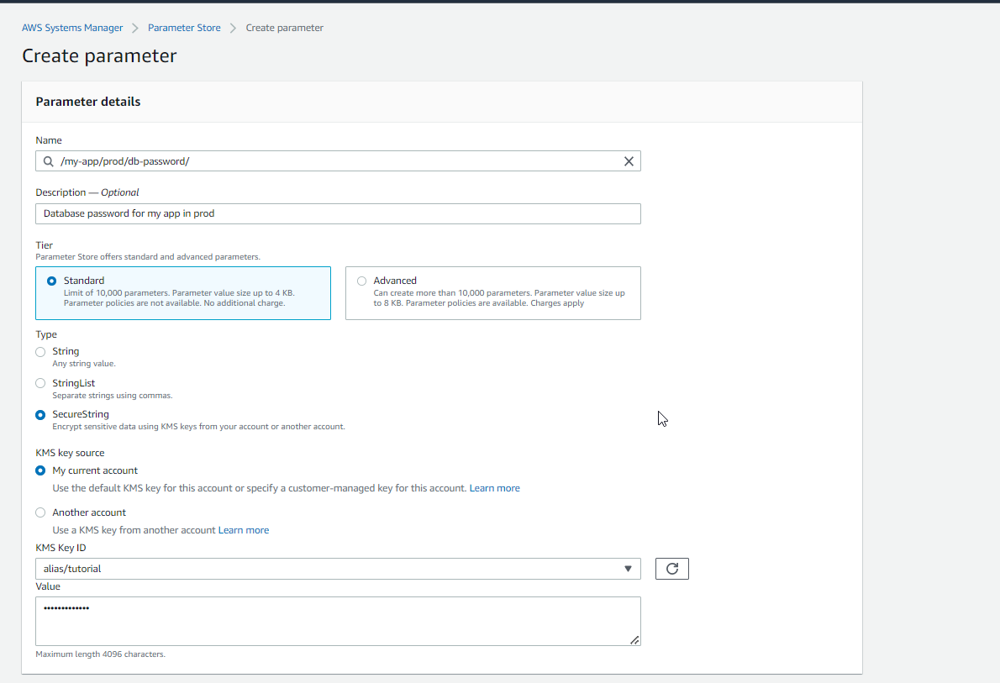 AWS Systems Manager > Parameter Store > Create parameter
Create parameter
Parameter details
Name
/my-app/prod/db-password/
Description — Optional
Database password for my app in prod
Tier
Parameter Store offers standard and advanced parameters.
Standard
Limit of 10,000 parameters. Parameter value size up to 4 KB.
Parameter policies are not available. No additional charge.
Advanced
Can create more than 10,000 parameters. Parameter value size up
to 8 KB. Parameter policies are available. Charges apply
Type
String
Any string value.
StringList
Separate strings using commas.
SecureString
Encrypt sensitive data using KMS keys from your account or another account.
KMS key source
My current account
Use the default KMS key for this account or specify a customer-managed key for this account. Learn more
Another account
Use a KMS key from another account Learn more
KMS Key ID
alias/tutorial
Value
•••••••••••••
Maximum length 4096 characters.